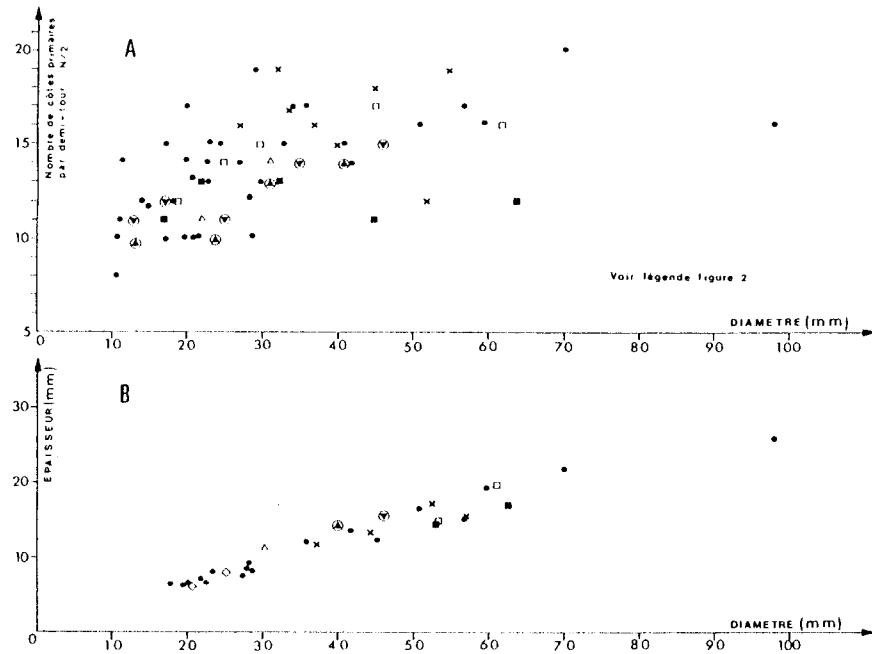 A
Nombre de côtes primaires
par demi-tour N/2
20
15
10
5
0
10 20 30 40 50 60 70 80 90 100
Voir légende figure 2
DIAMETRE (mm)
B
EPAISSEUR (mm)
30
20
10
0
10 20 30 40 50 60 70 80 90 100
DIAMETRE (mm)